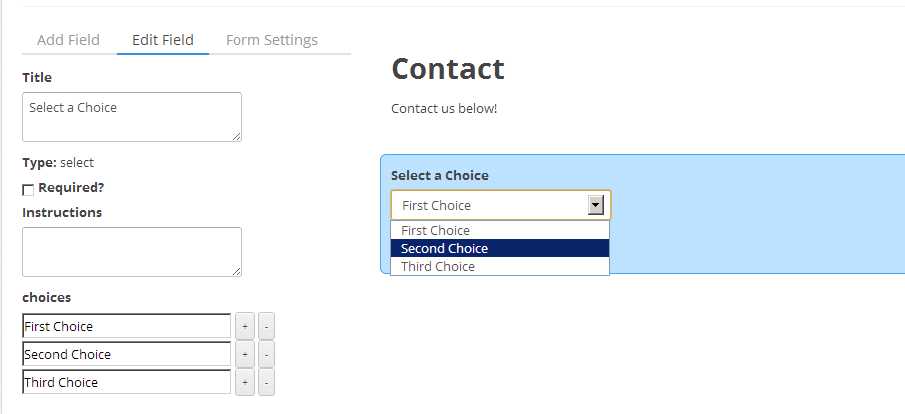 Add Field Edit Field Form Settings
Title
Select a Choice
Type: select
Required?
Instructions
choices
First Choice + -
Second Choice + -
Third Choice + -
Contact
Contact us below!
Select a Choice
First Choice
First Choice
Second Choice
Third Choice